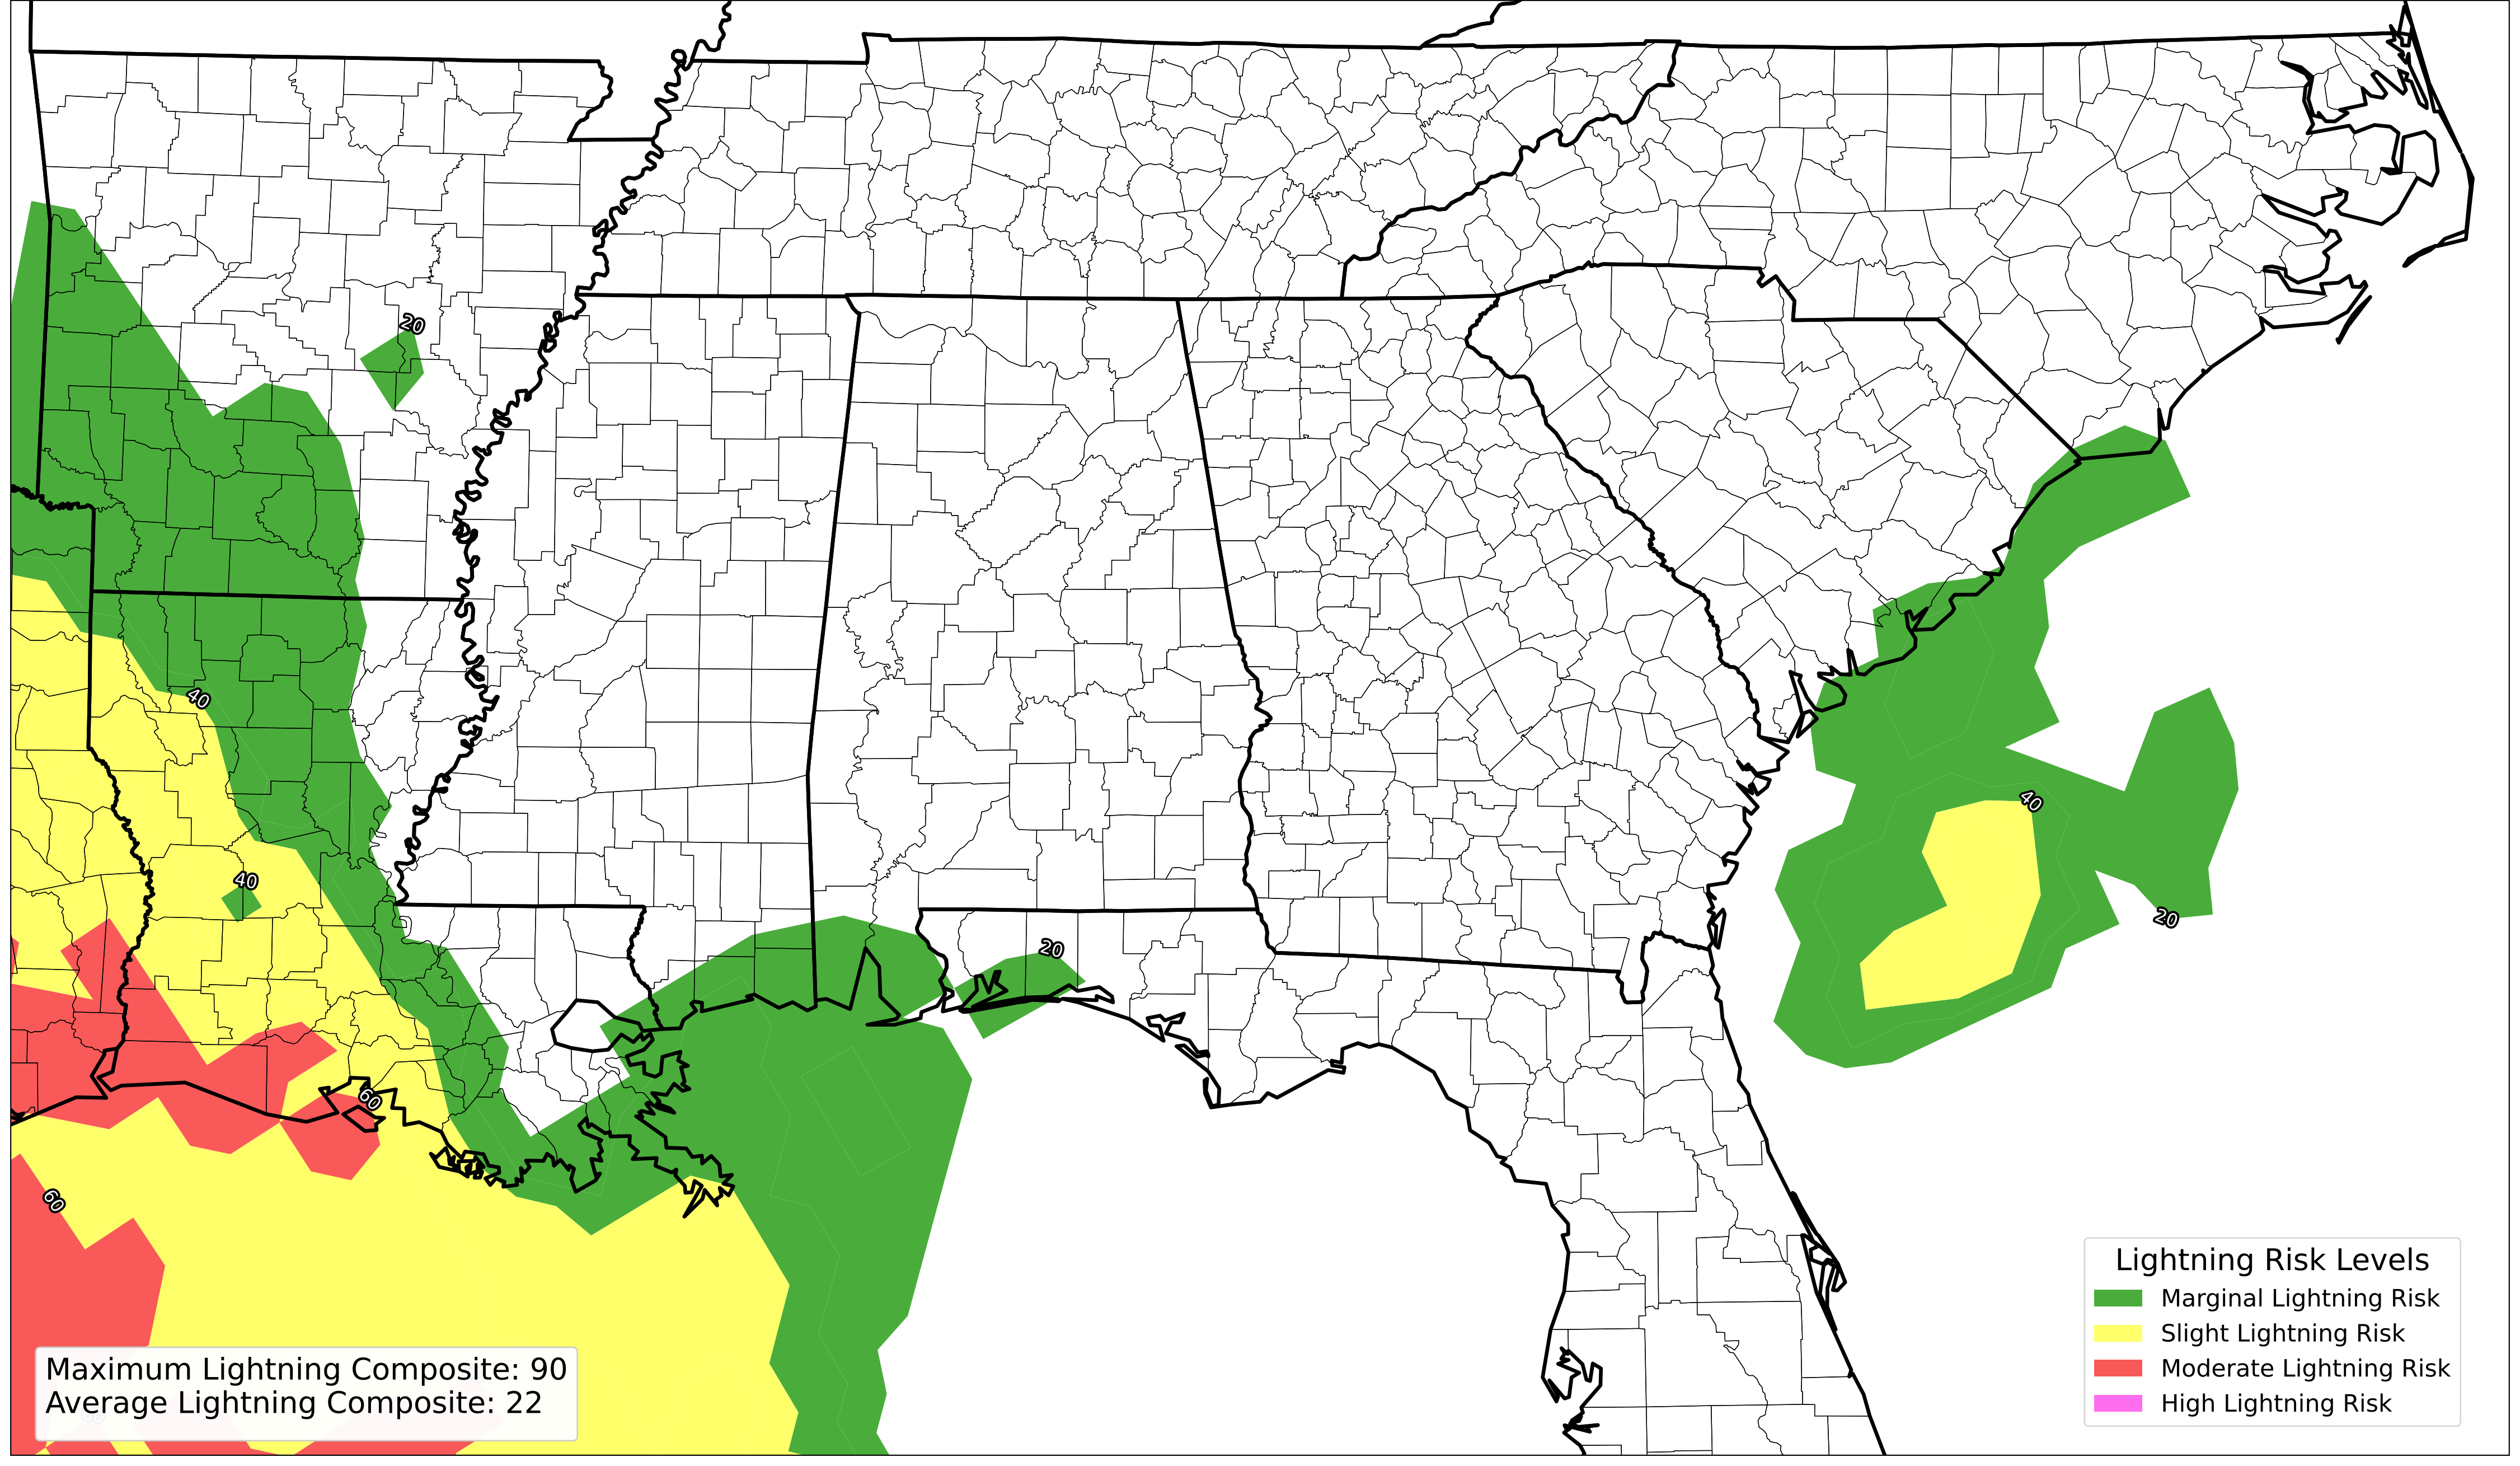 20
40
40
20
40
20
60
60
Maximum Lightning Composite: 90
Average Lightning Composite: 22
Lightning Risk Levels
Marginal Lightning Risk
Slight Lightning Risk
Moderate Lightning Risk
High Lightning Risk